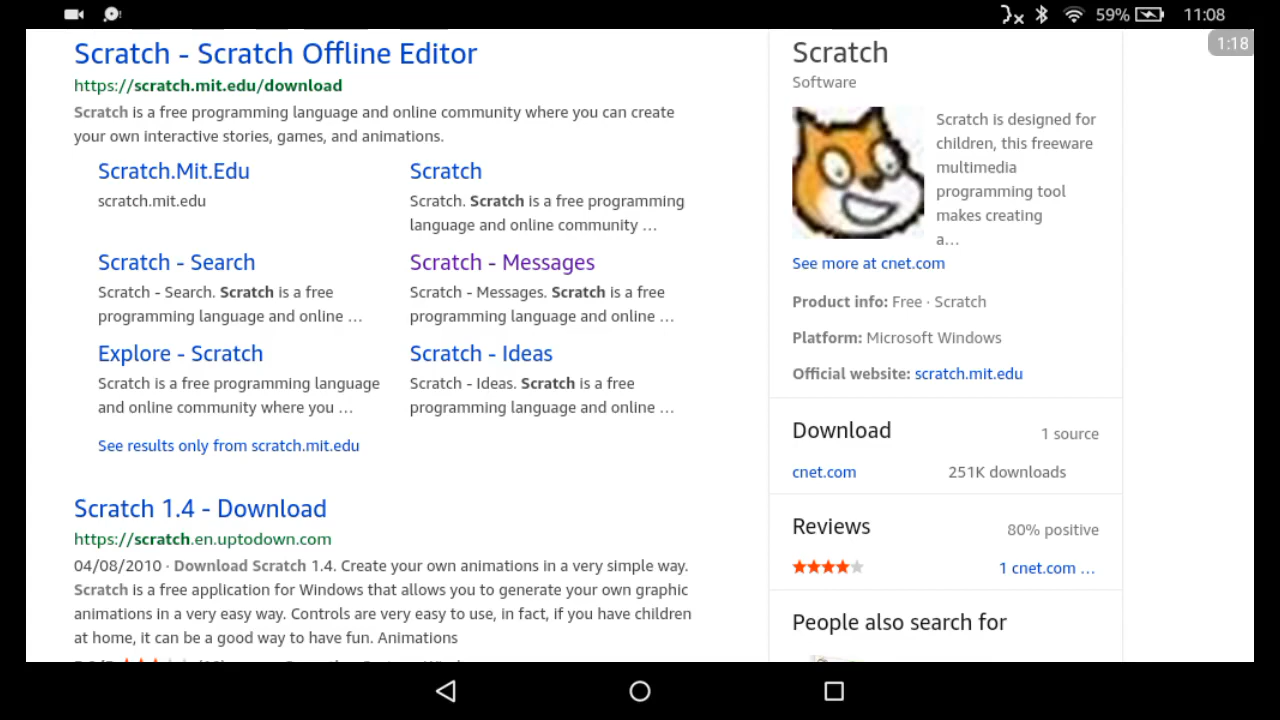 59% 11:08
1:18
Scratch - Scratch Offline Editor
https://scratch.mit.edu/download
Scratch is a free programming language and online community where you can create
your own interactive stories, games, and animations.
Scratch.Mit.Edu
scratch.mit.edu
Scratch
Scratch. Scratch is a free programming
language and online community ...
Scratch - Search
Scratch - Search. Scratch is a free
programming language and online ...
Scratch - Messages
Scratch - Messages. Scratch is a free
programming language and online ...
Explore - Scratch
Scratch is a free programming language
and online community where you ...
Scratch - Ideas
Scratch - Ideas. Scratch is a free
programming language and online ...
See results only from scratch.mit.edu
Scratch 1.4 - Download
https://scratch.en.uptodown.com
04/08/2010 · Download Scratch 1.4. Create your own animations in a very simple way.
Scratch is a free application for Windows that allows you to generate your own graphic
animations in a very easy way. Controls are very easy to use, in fact, if you have children
at home, it can be a good way to have fun. Animations
Scratch
Software
Scratch is designed for
children, this freeware
multimedia
programming tool
makes creating
a...
See more at cnet.com
Product info: Free · Scratch
Platform: Microsoft Windows
Official website: scratch.mit.edu
Download 1 source
cnet.com 251K downloads
Reviews 80% positive
1 cnet.com ...
People also search for